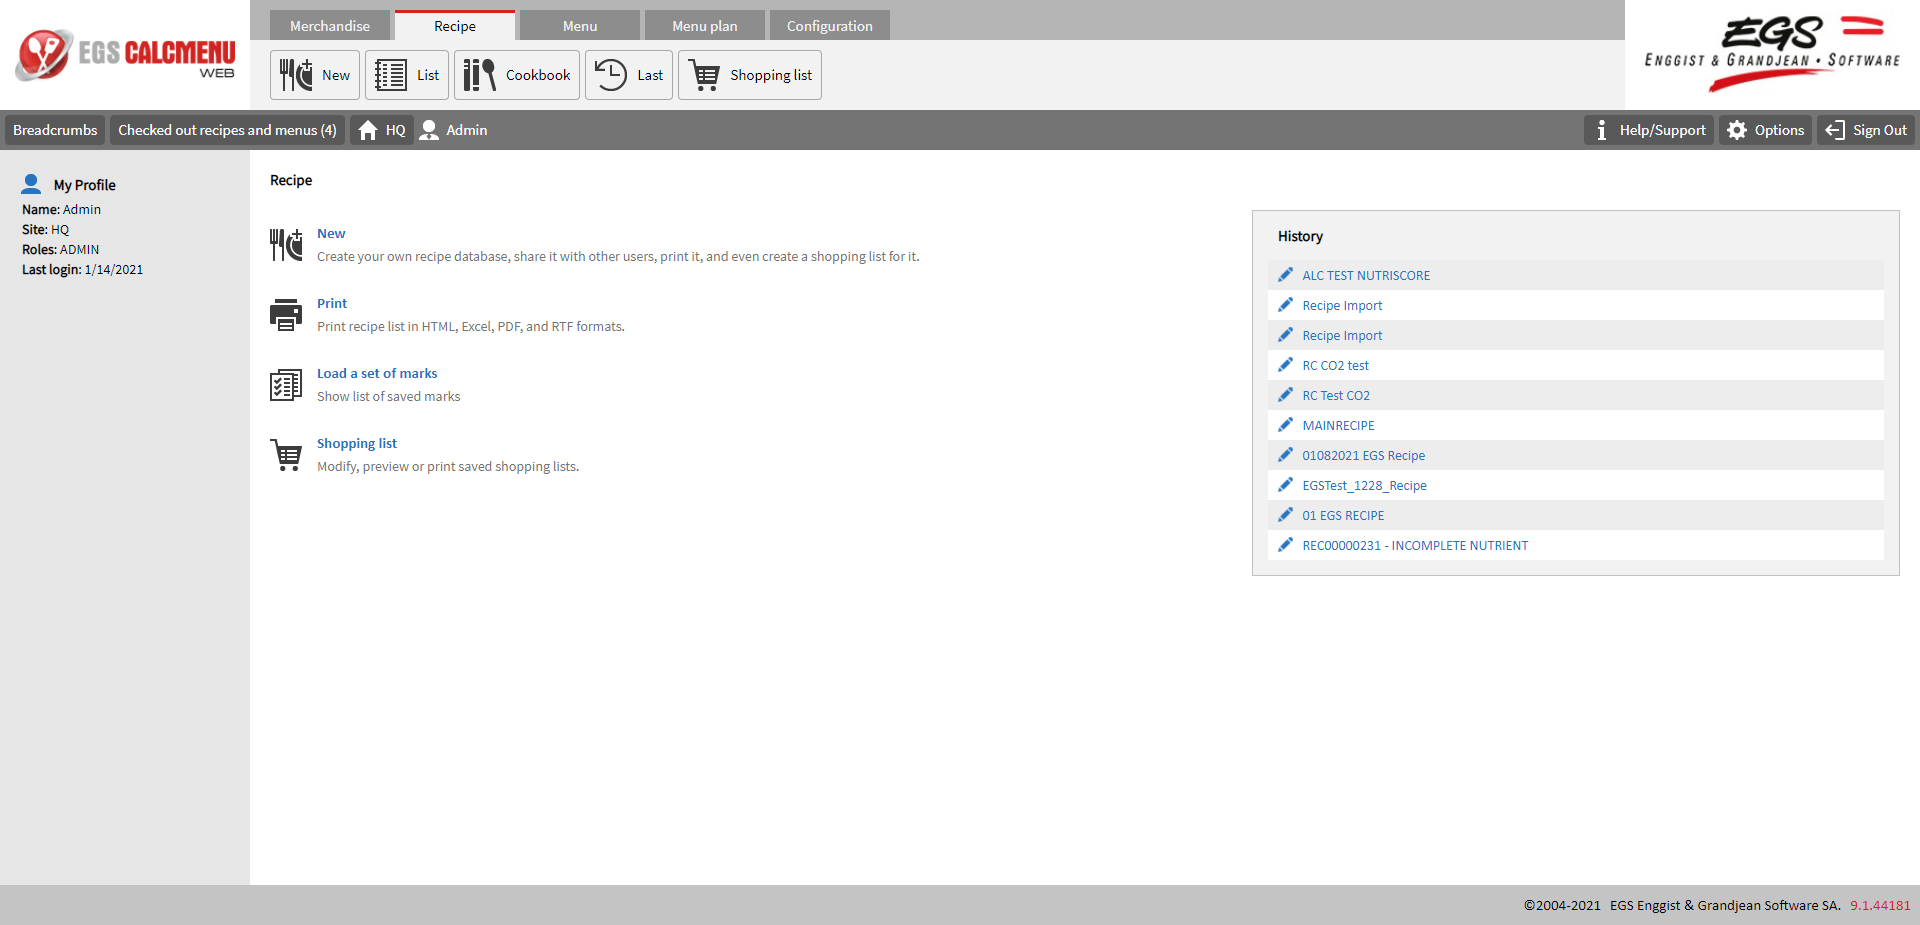 EGS CALCMENU
WEB
Merchandise
Recipe
Menu
Menu plan
Configuration
New
List
Cookbook
Last
Shopping list
EGS
ENGGIST & GRANDJEAN • SOFTWARE
Breadcrumbs
Checked out recipes and menus (4)
HQ
Admin
Help/Support
Options
Sign Out
My Profile
Name: Admin
Site: HQ
Roles: ADMIN
Last login: 1/14/2021
Recipe
New
Create your own recipe database, share it with other users, print it, and even create a shopping list for it.
Print
Print recipe list in HTML, Excel, PDF, and RTF formats.
Load a set of marks
Show list of saved marks
Shopping list
Modify, preview or print saved shopping lists.
History
ALC TEST NUTRISCORE
Recipe Import
Recipe Import
RC CO2 test
RC Test CO2
MAINRECIPE
01082021 EGS Recipe
EGSTest_1228_Recipe
01 EGS RECIPE
REC00000231 - INCOMPLETE NUTRIENT
©2004-2021 EGS Enggist & Grandjean Software SA. 9.1.44181